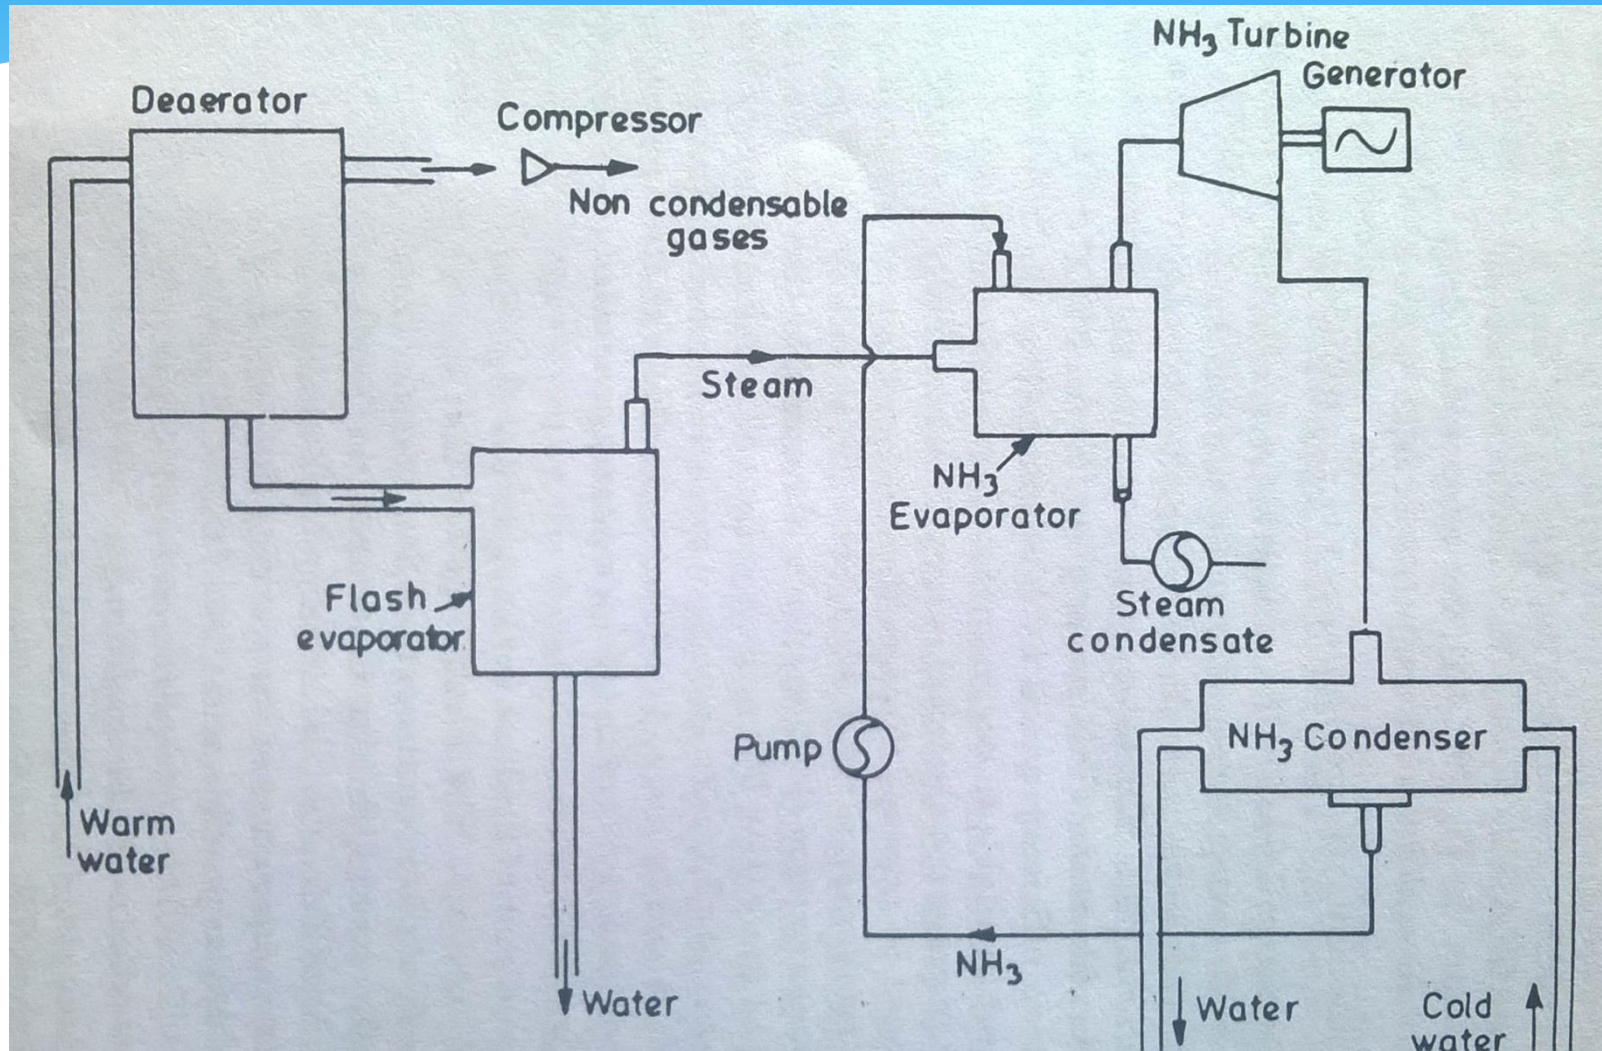 NH3 Turbine
Generator
Deaerator
Compressor
Non condensable
gases
Steam
NH3
Evaporator
Flash
evaporator
Steam
condensate
Pump
NH3 Condenser
Warm
water
NH3
Water
Water
Cold
water